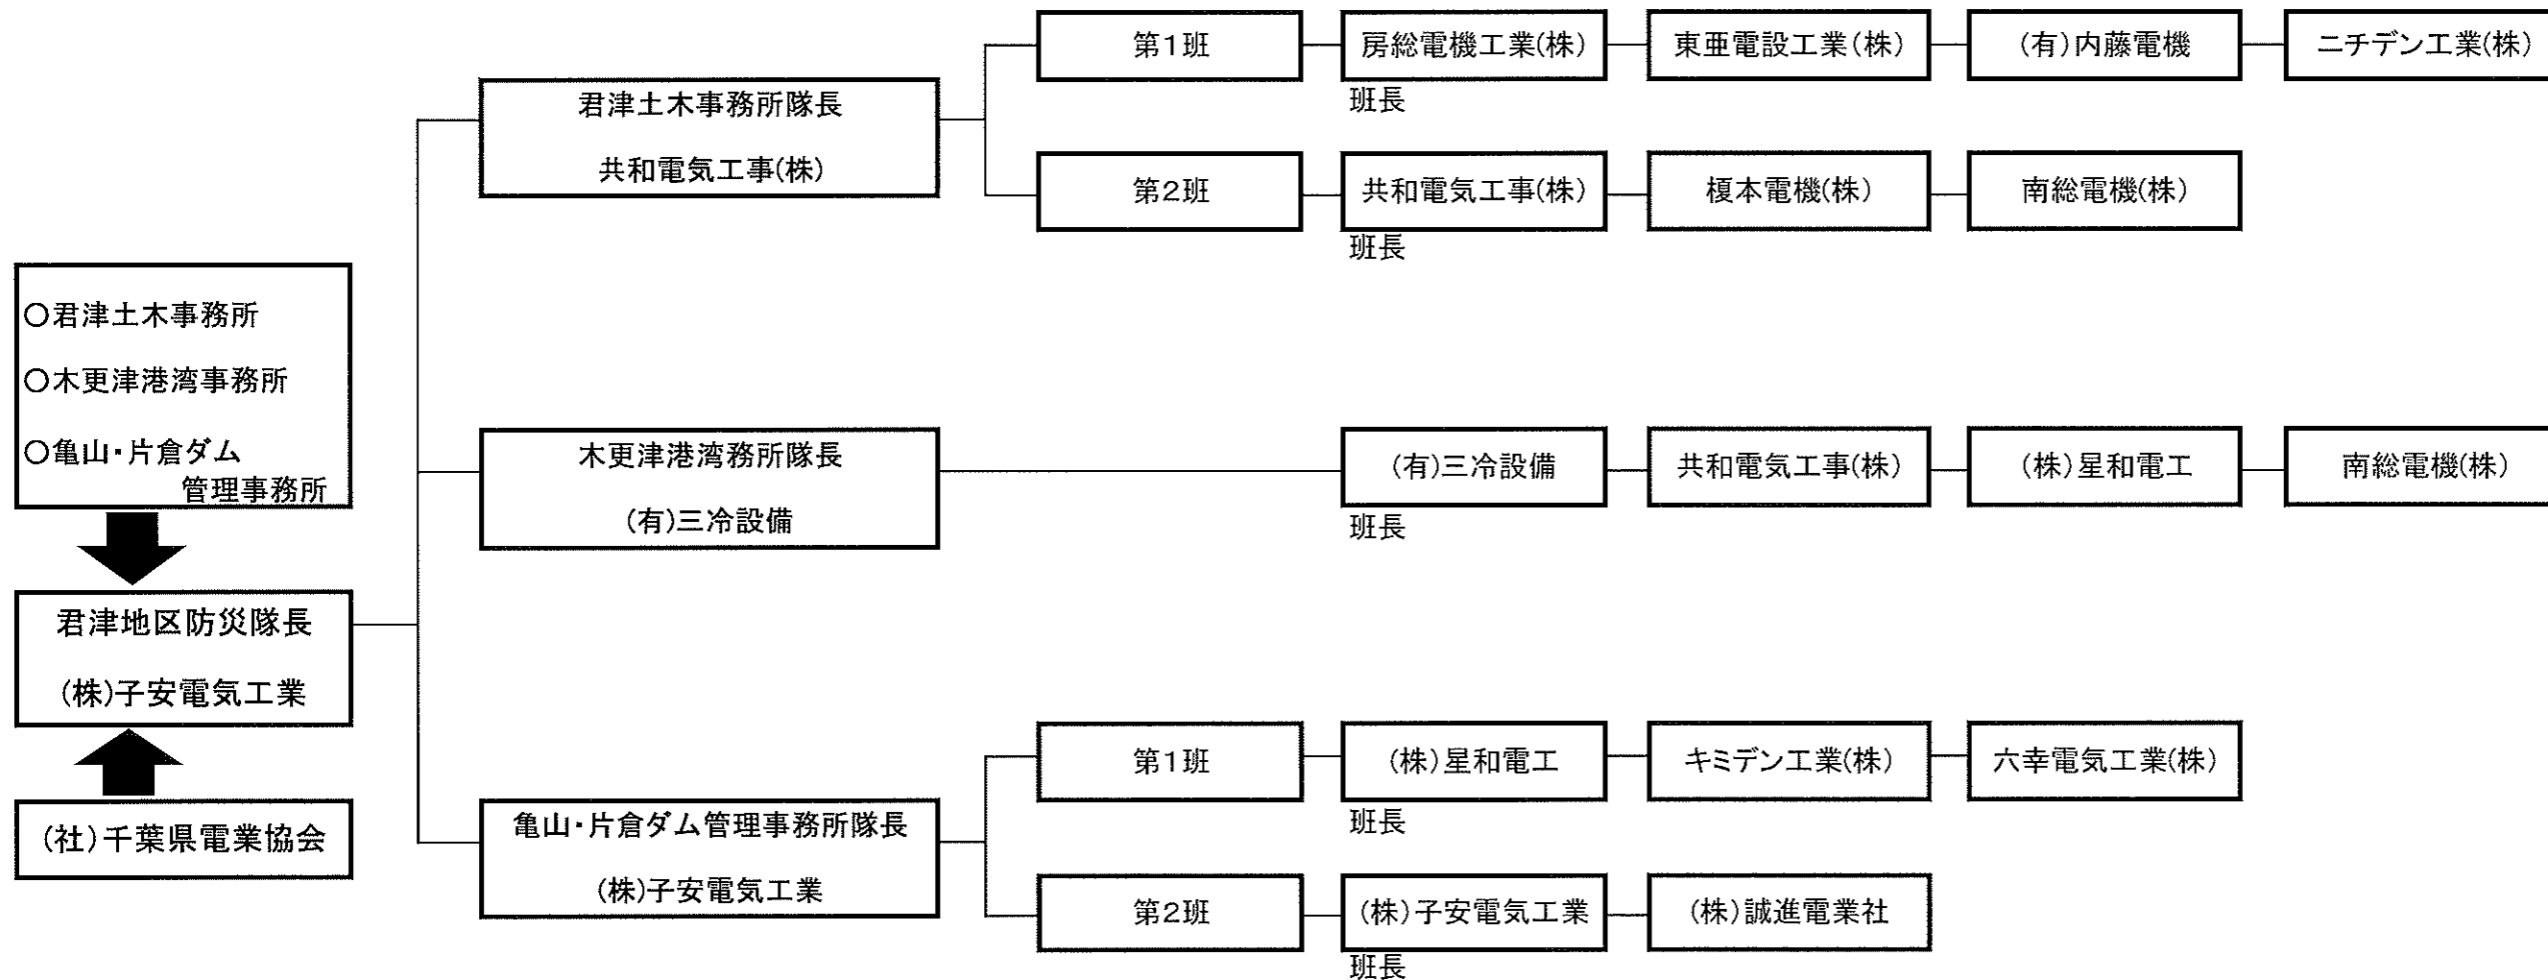 ○君津土木事務所
○木更津港湾事務所
○亀山・片倉ダム
管理事務所
君津地区防災隊長
(株)子安電気工業
(社)千葉県電業協会
君津土木事務所隊長
共和電気工事(株)
第1班
房総電機工業(株)
班長
東亜電設工業(株)
(有)内藤電機
ニチデン工業(株)
第2班
共和電気工事(株)
班長
榎本電機(株)
南総電機(株)
木更津港湾務所隊長
(有)三冷設備
(有)三冷設備
班長
共和電気工事(株)
(株)星和電工
南総電機(株)
亀山・片倉ダム管理事務所隊長
(株)子安電気工業
第1班
(株)星和電工
班長
キミデン工業(株)
六幸電気工業(株)
第2班
(株)子安電気工業
班長
(株)誠進電業社